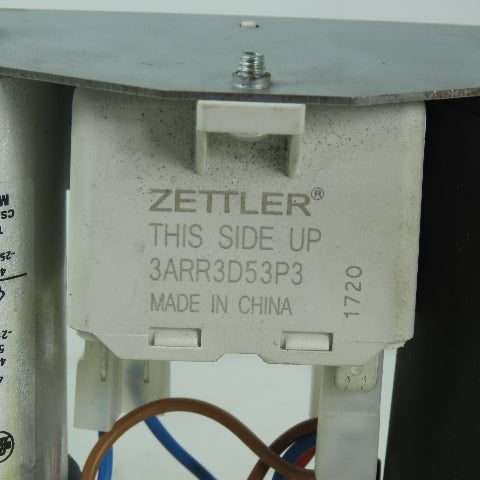 ZETTLER®
THIS SIDE UP
3ARR3D53P3
MADE IN CHINA
1720